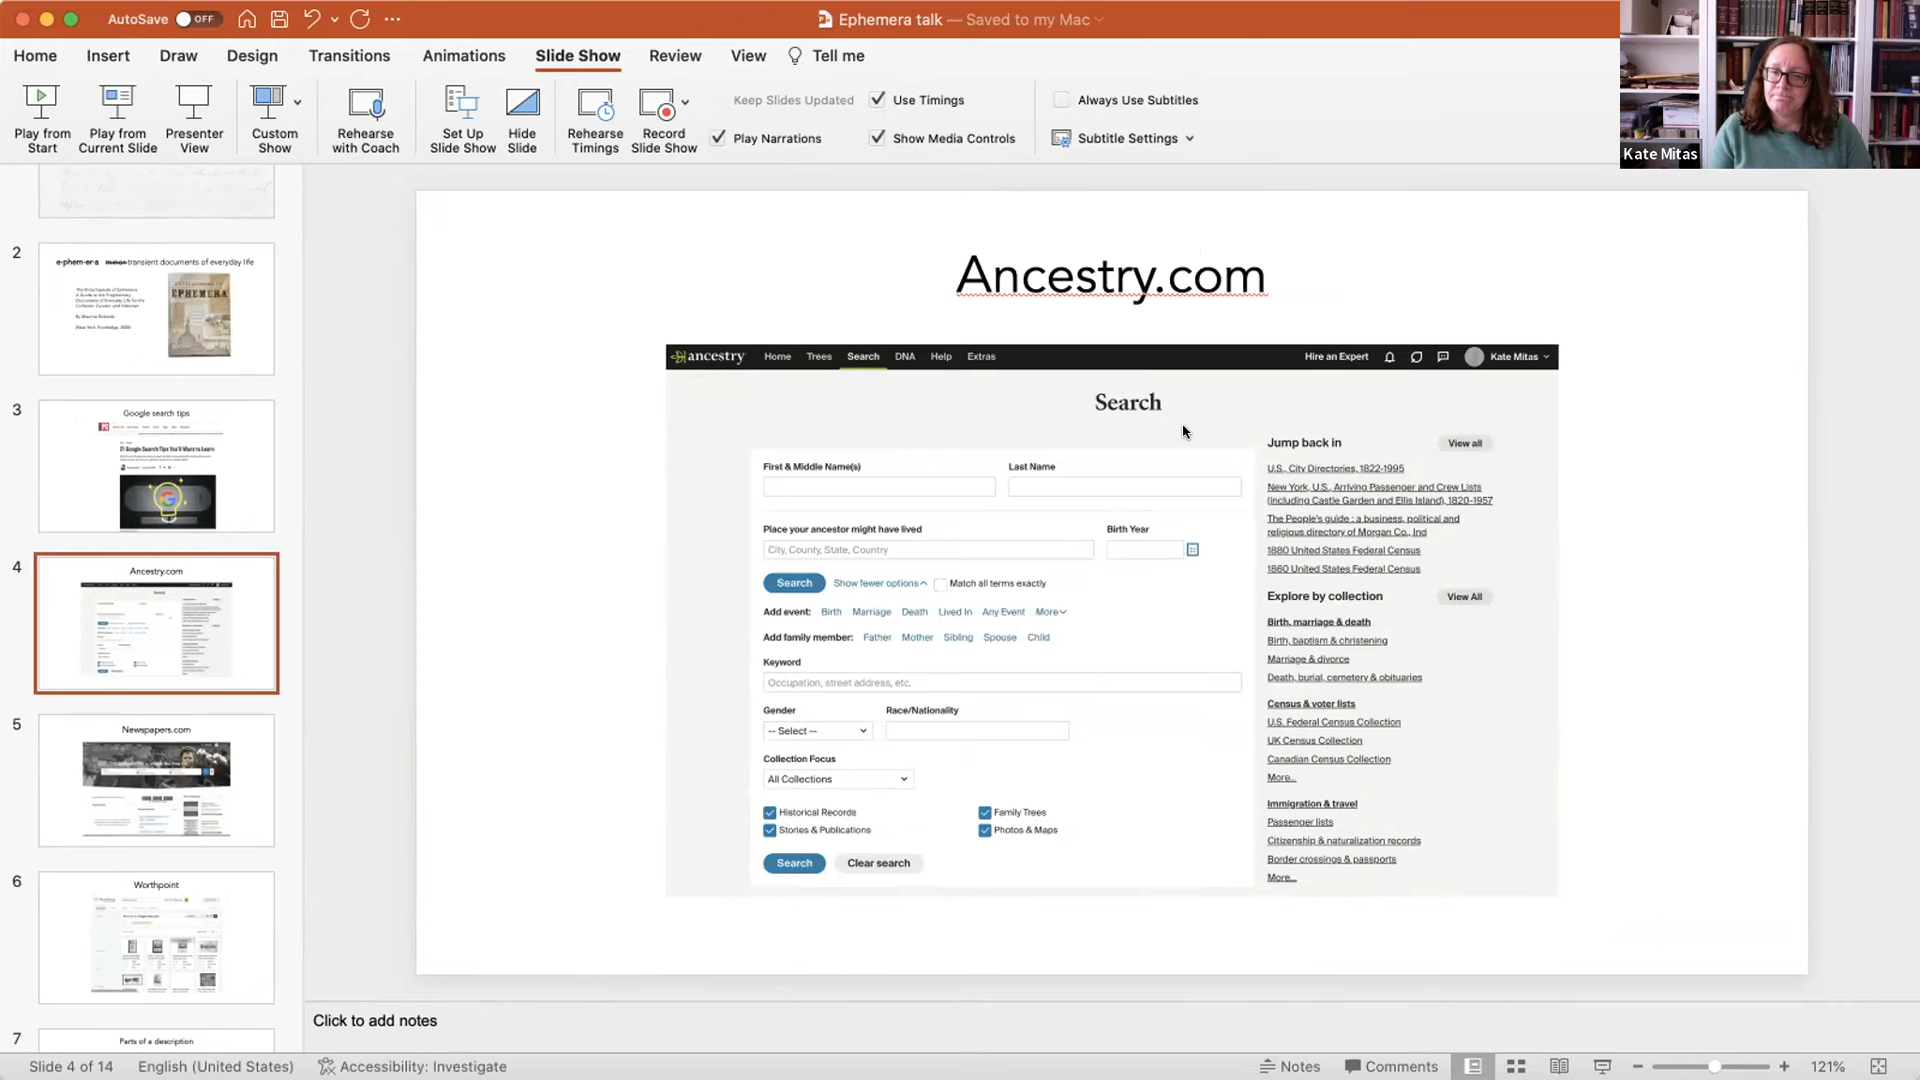 AutoSave OFF
Ephemera talk — Saved to my Mac
Home Insert Draw Design Transitions Animations Slide Show Review View Tell me
Play from Start
Play from Current Slide
Presenter View
Custom Show
Rehearse with Coach
Set Up Slide Show
Hide Slide
Rehearse Timings
Record Slide Show
Keep Slides Updated
Use Timings
Play Narrations
Show Media Controls
Always Use Subtitles
Subtitle Settings
Kate Mitas
2
e·phem·er·a minor transient documents of everyday life
EPHEMERA
3
Google search tips
21 Google Search Tips You'll Want to Learn
4
Ancestry.com
5
Newspapers.com
6
Worthpoint
7
Parts of a description
Ancestry.com
ancestry Home Trees Search DNA Help Extras Hire an Expert Kate Mitas
Search
First & Middle Name(s) Last Name
Place your ancestor might have lived Birth Year
City, County, State, Country
Search Show fewer options Match all terms exactly
Add event: Birth Marriage Death Lived In Any Event More
Add family member: Father Mother Sibling Spouse Child
Keyword
Occupation, street address, etc.
Gender Race/Nationality
-- Select --
Collection Focus
All Collections
Historical Records Family Trees
Stories & Publications Photos & Maps
Search Clear search
Jump back in View all
U.S., City Directories, 1822-1995
New York, U.S., Arriving Passenger and Crew Lists
(including Castle Garden and Ellis Island), 1820-1957
The People's guide : a business, political and
religious directory of Morgan Co., Ind
1880 United States Federal Census
1860 United States Federal Census
Explore by collection View All
Birth, marriage & death
Birth, baptism & christening
Marriage & divorce
Death, burial, cemetery & obituaries
Census & voter lists
U.S. Federal Census Collection
UK Census Collection
Canadian Census Collection
More...
Immigration & travel
Passenger lists
Citizenship & naturalization records
Border crossings & passports
More...
Click to add notes
Slide 4 of 14 English (United States) Accessibility: Investigate Notes Comments 121%